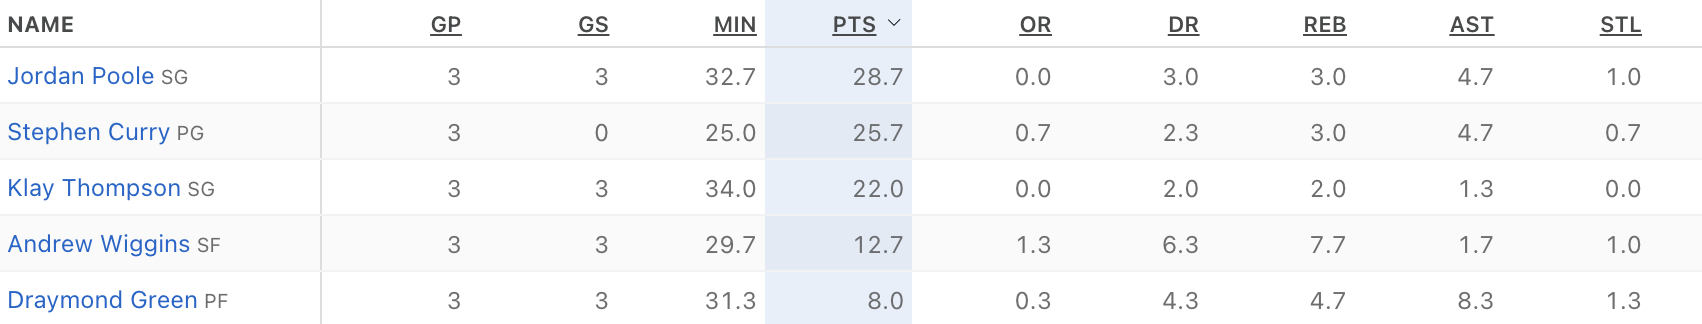 NAME GP GS MIN PTS OR DR REB AST STL
Jordan Poole SG 3 3 32.7 28.7 0.0 3.0 3.0 4.7 1.0
Stephen Curry PG 3 0 25.0 25.7 0.7 2.3 3.0 4.7 0.7
Klay Thompson SG 3 3 34.0 22.0 0.0 2.0 2.0 1.3 0.0
Andrew Wiggins SF 3 3 29.7 12.7 1.3 6.3 7.7 1.7 1.0
Draymond Green PF 3 3 31.3 8.0 0.3 4.3 4.7 8.3 1.3